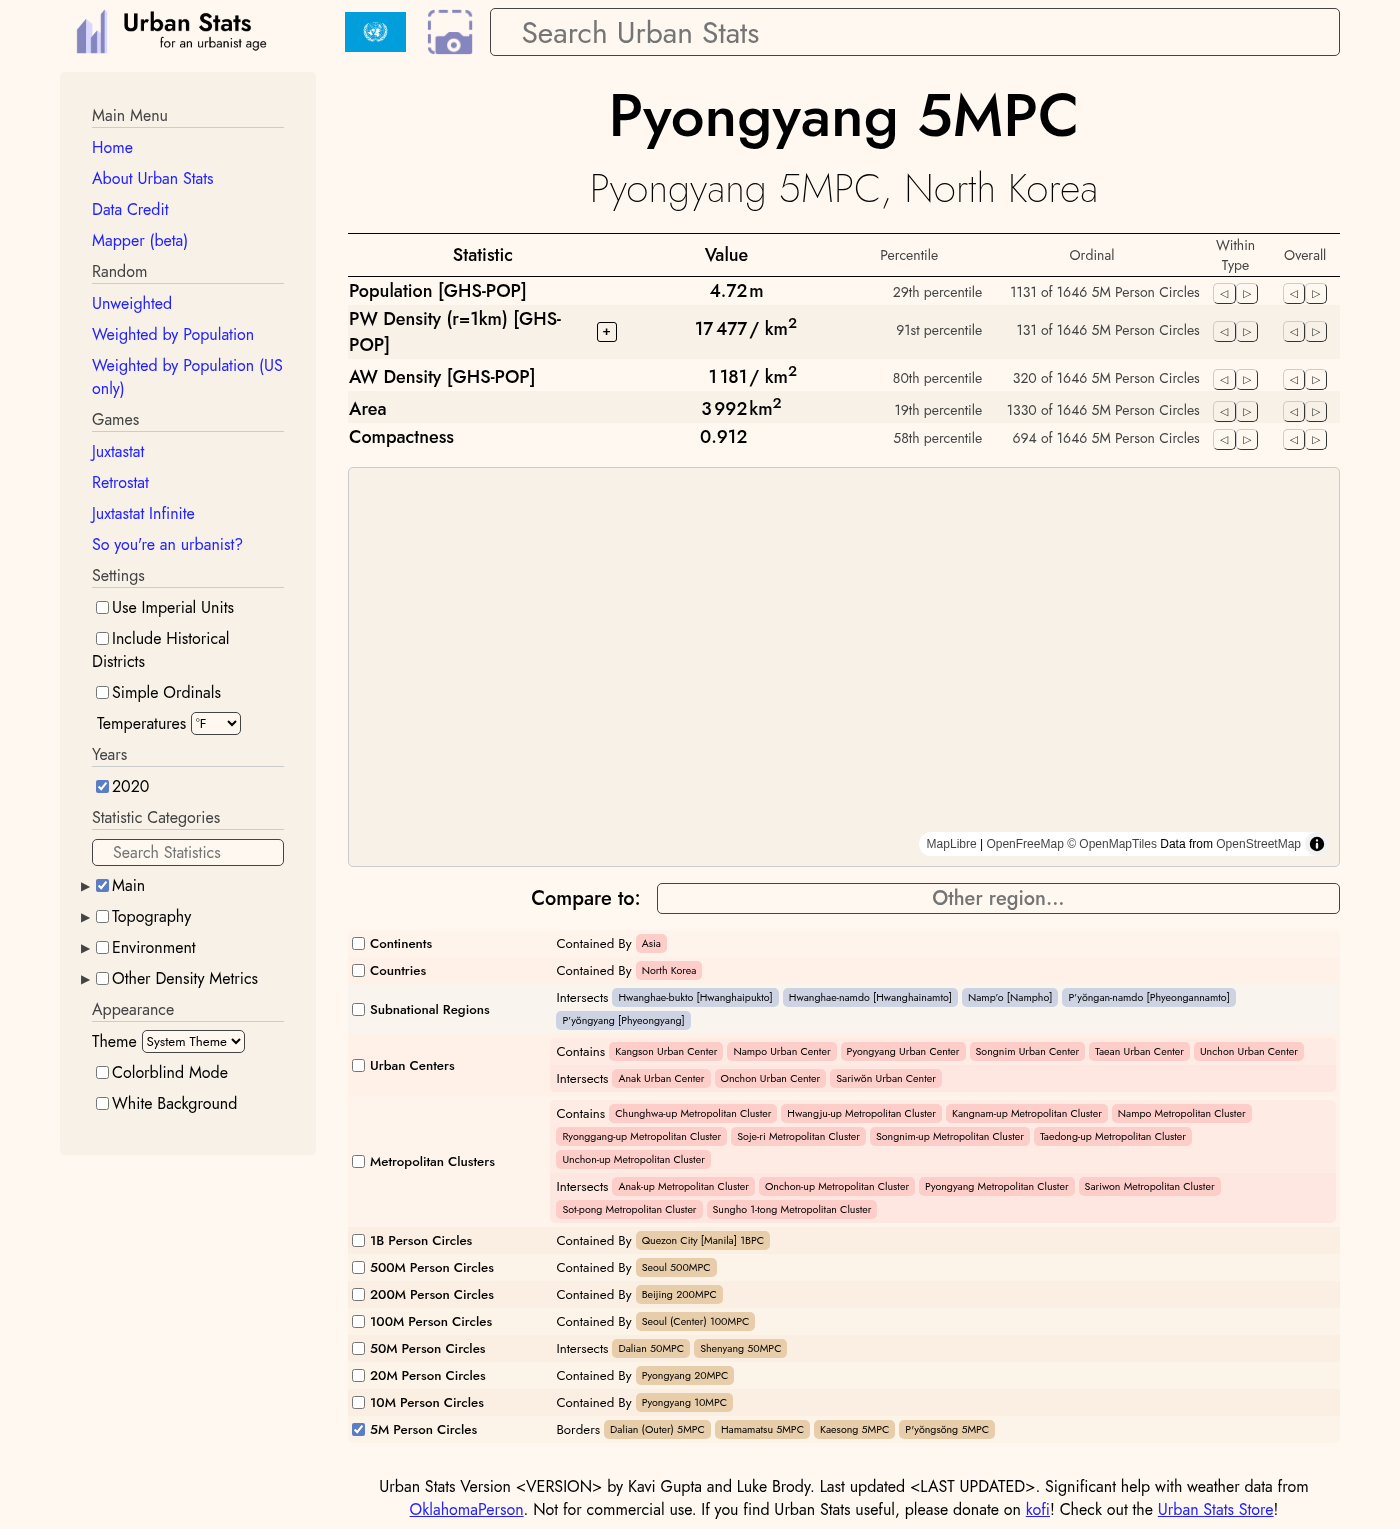 Urban Stats
for an urbanist age
Search Urban Stats
Main Menu
Home
About Urban Stats
Data Credit
Mapper (beta)
Random
Unweighted
Weighted by Population
Weighted by Population (US
only)
Games
Juxtastat
Retrostat
Juxtastat Infinite
So you're an urbanist?
Settings
Use Imperial Units
Include Historical
Districts
Simple Ordinals
Temperatures °F
Years
2020
Statistic Categories
Search Statistics
▶ Main
▶ Topography
▶ Environment
▶ Other Density Metrics
Appearance
Theme System Theme
Colorblind Mode
White Background
Pyongyang 5MPC
Pyongyang 5MPC, North Korea
Statistic Value Percentile Ordinal Within Type Overall
Population [GHS-POP] 4.72 m 29th percentile 1131 of 1646 5M Person Circles ◁ ▷ ◁ ▷
PW Density (r=1km) [GHS-
POP] + 17 477 / km² 91st percentile 131 of 1646 5M Person Circles ◁ ▷ ◁ ▷
AW Density [GHS-POP] 1 181 / km² 80th percentile 320 of 1646 5M Person Circles ◁ ▷ ◁ ▷
Area 3 992 km² 19th percentile 1330 of 1646 5M Person Circles ◁ ▷ ◁ ▷
Compactness 0.912 58th percentile 694 of 1646 5M Person Circles ◁ ▷ ◁ ▷
MapLibre | OpenFreeMap © OpenMapTiles Data from OpenStreetMap
Compare to: Other region...
Continents Contained By Asia
Countries Contained By North Korea
Subnational Regions Intersects Hwanghae-bukto [Hwanghaipukto] Hwanghae-namdo [Hwanghainamto] Namp'o [Nampho] P'yŏngan-namdo [Phyeongannamto]
P'yŏngyang [Phyeongyang]
Urban Centers Contains Kangson Urban Center Nampo Urban Center Pyongyang Urban Center Songnim Urban Center Taean Urban Center Unchon Urban Center
Intersects Anak Urban Center Onchon Urban Center Sariwŏn Urban Center
Metropolitan Clusters Contains Chunghwa-up Metropolitan Cluster Hwangju-up Metropolitan Cluster Kangnam-up Metropolitan Cluster Nampo Metropolitan Cluster
Ryonggang-up Metropolitan Cluster Soje-ri Metropolitan Cluster Songnim-up Metropolitan Cluster Taedong-up Metropolitan Cluster
Unchon-up Metropolitan Cluster
Intersects Anak-up Metropolitan Cluster Onchon-up Metropolitan Cluster Pyongyang Metropolitan Cluster Sariwon Metropolitan Cluster
Sot-pong Metropolitan Cluster Sungho 1-tong Metropolitan Cluster
1B Person Circles Contained By Quezon City [Manila] 1BPC
500M Person Circles Contained By Seoul 500MPC
200M Person Circles Contained By Beijing 200MPC
100M Person Circles Contained By Seoul (Center) 100MPC
50M Person Circles Intersects Dalian 50MPC Shenyang 50MPC
20M Person Circles Contained By Pyongyang 20MPC
10M Person Circles Contained By Pyongyang 10MPC
5M Person Circles Borders Dalian (Outer) 5MPC Hamamatsu 5MPC Kaesong 5MPC P'yŏngsŏng 5MPC
Urban Stats Version <VERSION> by Kavi Gupta and Luke Brody. Last updated <LAST UPDATED>. Significant help with weather data from
OklahomaPerson. Not for commercial use. If you find Urban Stats useful, please donate on kofi! Check out the Urban Stats Store!